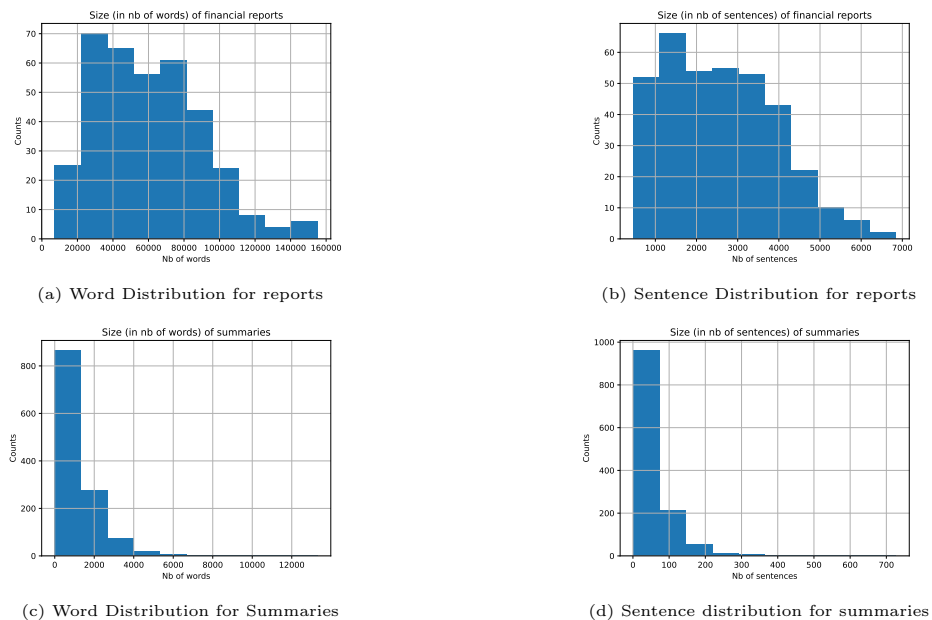 Size (in nb of words) of financial reports
70
60
50
40
30
20
10
0
Counts
0 20000 40000 60000 80000 100000 120000 140000 160000
Nb of words
(a) Word Distribution for reports
Size (in nb of sentences) of financial reports
60
50
40
30
20
10
0
Counts
1000 2000 3000 4000 5000 6000 7000
Nb of sentences
(b) Sentence Distribution for reports
Size (in nb of words) of summaries
800
600
400
200
0
Counts
0 2000 4000 6000 8000 10000 12000
Nb of words
(c) Word Distribution for Summaries
Size (in nb of sentences) of summaries
1000
800
600
400
200
0
Counts
0 100 200 300 400 500 600 700
Nb of sentences
(d) Sentence distribution for summaries